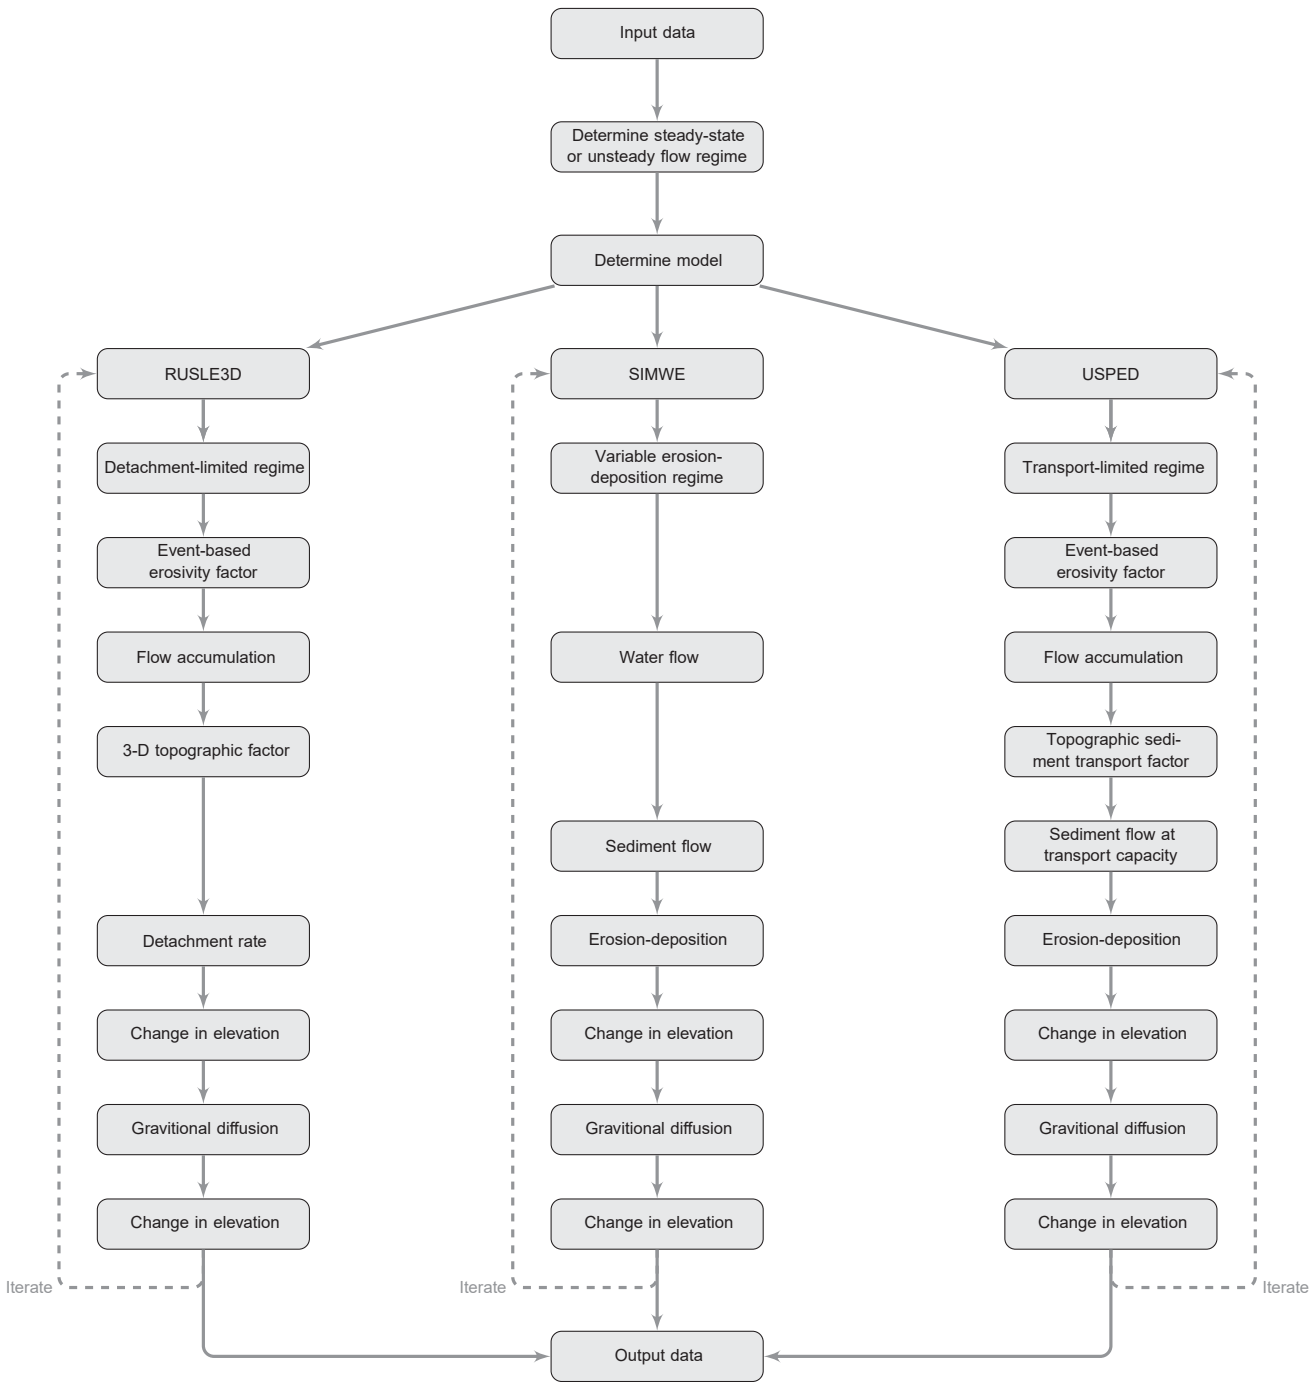 Input data
Determine steady-state
or unsteady flow regime
Determine model
RUSLE3D
SIMWE
USPED
Detachment-limited regime
Variable erosion-
deposition regime
Transport-limited regime
Event-based
erosivity factor
Event-based
erosivity factor
Flow accumulation
Water flow
Flow accumulation
3-D topographic factor
Topographic sedi-
ment transport factor
Sediment flow
Sediment flow at
transport capacity
Detachment rate
Erosion-deposition
Erosion-deposition
Change in elevation
Change in elevation
Change in elevation
Gravitional diffusion
Gravitional diffusion
Gravitional diffusion
Change in elevation
Change in elevation
Change in elevation
Iterate
Iterate
Iterate
Output data